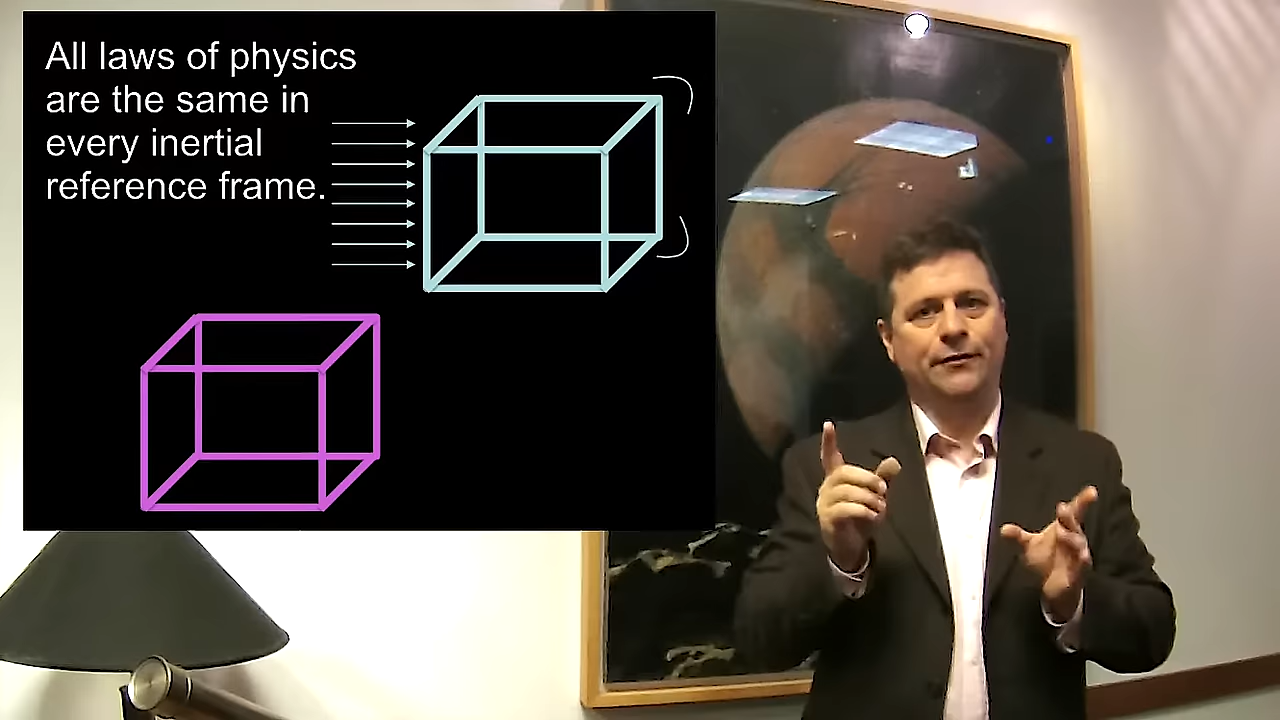 All laws of physics
are the same in
every inertial
reference frame.